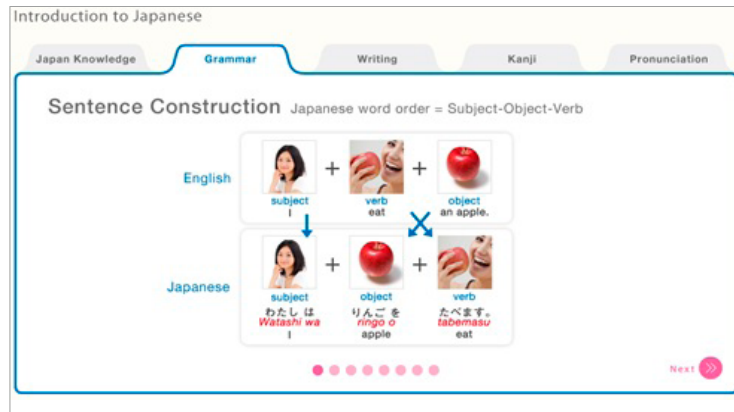 Introduction to Japanese
Japan Knowledge
Grammar
Writing
Kanji
Pronunciation
Sentence Construction Japanese word order = Subject-Object-Verb
English
+ +
subject verb object
I eat an apple.
Japanese
+ +
subject object verb
わたし は りんご を たべます。
Watashi wa ringo o tabemasu
I apple eat
Next